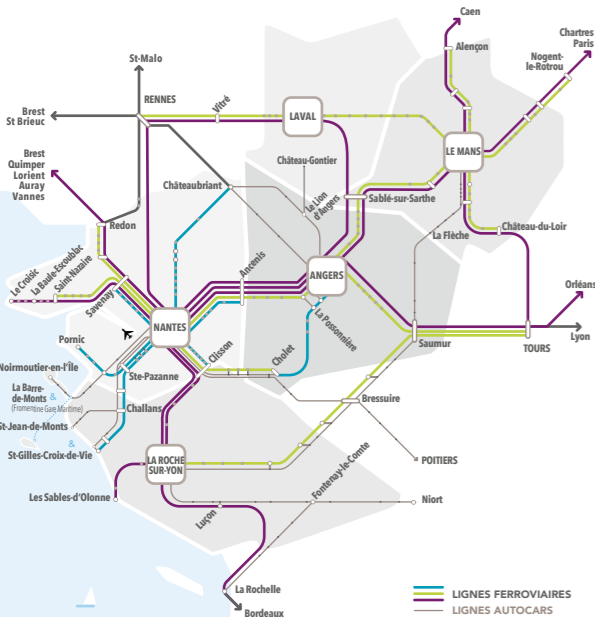 Caen
Chartres
Paris
Alençon
Nogent-
le-Rotrou
St-Malo
RENNES
Vitré
LAVAL
LE MANS
Brest
St Brieuc
Brest
Quimper
Lorient
Auray
Vannes
Château-Gontier
Châteaubriant
Le Lion
d'Angers
Sablé-sur-Sarthe
Redon
La Flèche
Château-du-Loir
Le Croisic
La Baule-Escoublac
Saint-Nazaire
Savenay
Ancenis
ANGERS
Orléans
NANTES
La Possonnière
Lyon
Pornic
Clisson
Cholet
Saumur
TOURS
Noirmoutier-en-l'Île
Ste-Pazanne
La Barre-
de-Monts
&
(Fromentine Gare Maritime)
Challans
Bressuire
St-Jean-de-Monts
&
St-Gilles-Croix-de-Vie
LA ROCHE
SUR-YON
POITIERS
Les Sables-d'Olonne
Luçon
Fontenay-le-Comte
Niort
La Rochelle
Bordeaux
LIGNES FERROVIAIRES
LIGNES AUTOCARS